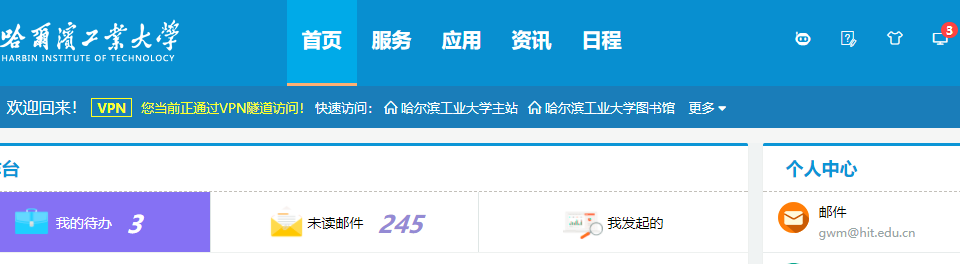 哈爾濱工業大學
HARBIN INSTITUTE OF TECHNOLOGY
首页 服务 应用 资讯 日程
3
欢迎回来! VPN 您当前正通过VPN隧道访问! 快速访问: 哈尔滨工业大学主站 哈尔滨工业大学图书馆 更多
台
个人中心
我的待办 3 未读邮件 245 我发起的
邮件
gwm@hit.edu.cn